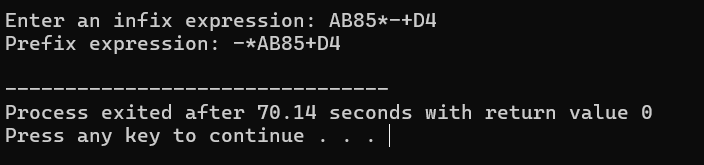 Enter an infix expression: AB85*-+D4
Prefix expression: -*AB85+D4
--------------------------------
Process exited after 70.14 seconds with return value 0
Press any key to continue . . .